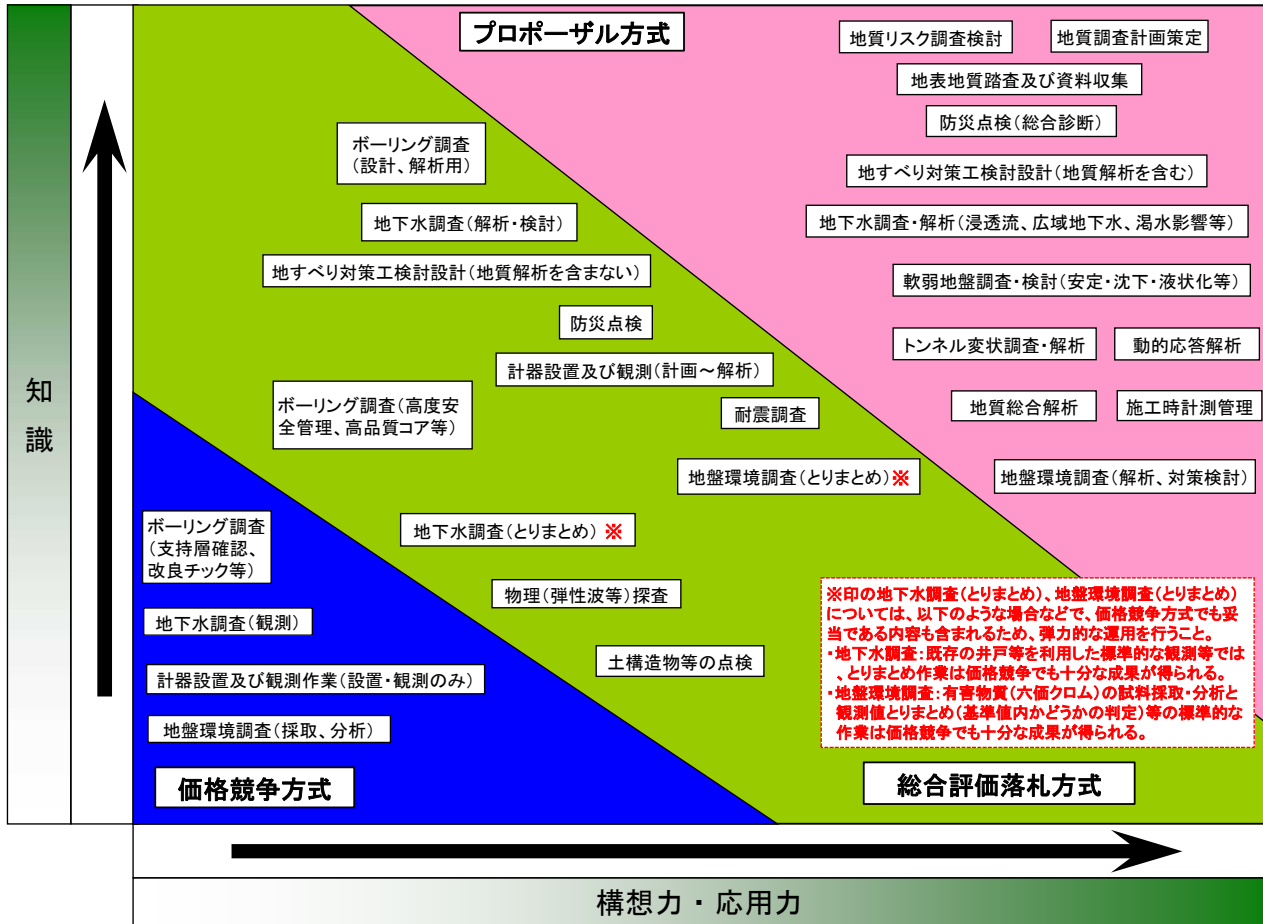 プロポーザル方式
地質リスク調査検討
地質調査計画策定
地表地質踏査及び資料収集
防災点検(総合診断)
ボーリング調査
(設計、解析用)
地すべり対策工検討設計(地質解析を含む)
地下水調査(解析・検討)
地下水調査・解析(浸透流、広域地下水、渇水影響等)
地すべり対策工検討設計(地質解析を含まない)
軟弱地盤調査・検討(安定・沈下・液状化等)
防災点検
トンネル変状調査・解析
動的応答解析
計器設置及び観測(計画～解析)
知
識
ボーリング調査(高度安
全管理、高品質コア等)
耐震調査
地質総合解析
施工時計測管理
地盤環境調査(とりまとめ)※
地盤環境調査(解析、対策検討)
ボーリング調査
(支持層確認、
改良チック等)
地下水調査(とりまとめ)※
物理(弾性波等)探査
地下水調査(観測)
土構造物等の点検
計器設置及び観測作業(設置・観測のみ)
地盤環境調査(採取、分析)
※印の地下水調査(とりまとめ)、地盤環境調査(とりまとめ)
については、以下のような場合などで、価格競争方式でも妥
当である内容も含まれるため、弾力的な運用を行うこと。
・地下水調査:既存の井戸等を利用した標準的な観測等では
、とりまとめ作業は価格競争でも十分な成果が得られる。
・地盤環境調査:有害物質(六価クロム)の試料採取・分析と
観測値とりまとめ(基準値内かどうかの判定)等の標準的な
作業は価格競争でも十分な成果が得られる。
価格競争方式
総合評価落札方式
構想力・応用力